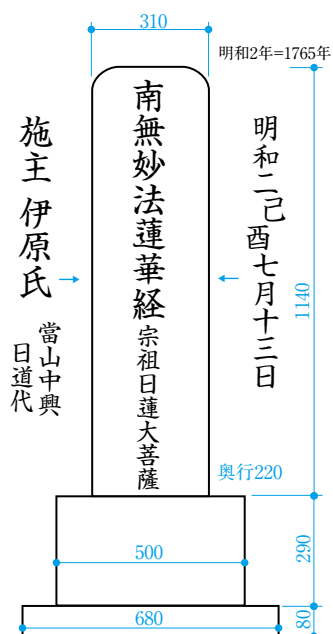 310
明和2年=1765年
明和二己酉七月十三日
南無妙法蓮華経宗祖日蓮大菩薩
施主 伊原氏
當山中興
日道代
1140
奥行220
500
290
680
80